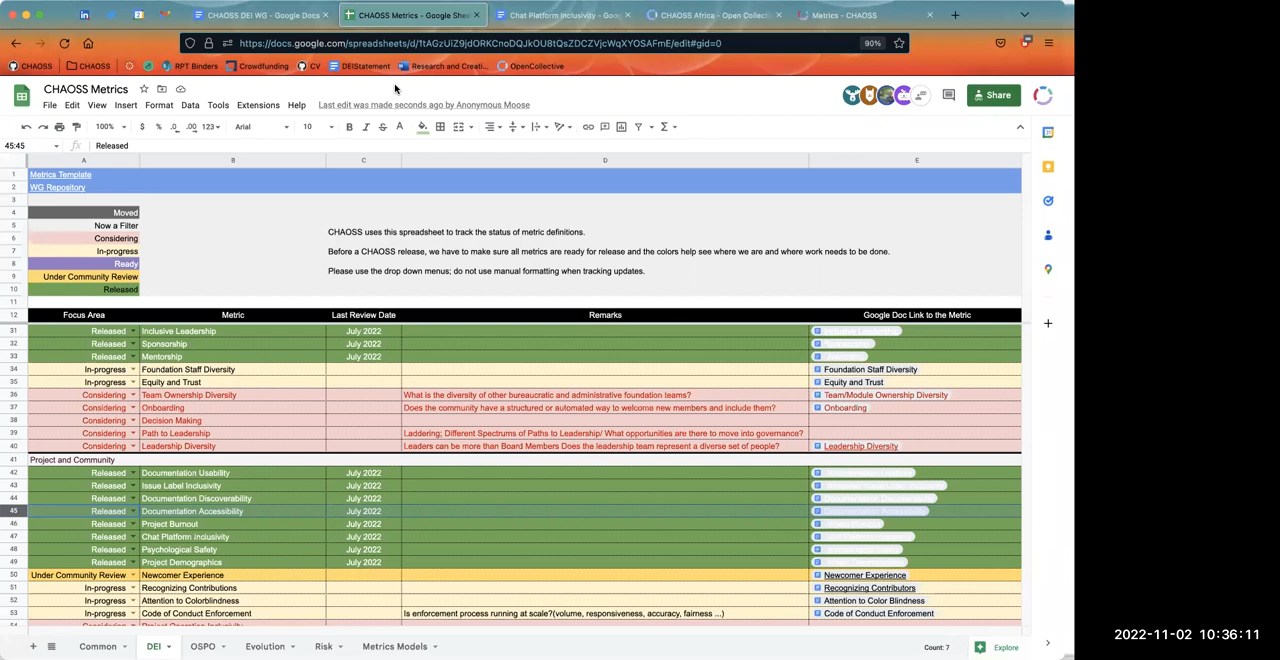 CHAOSS DEI WG - Google Docs
CHAOSS Metrics - Google She
Chat Platform Inclusivity - Goo
CHAOSS Africa - Open Collecti
Metrics - CHAOSS
https://docs.google.com/spreadsheets/d/1tAGzUiZ9jdORKCnoDQJkOU8tQsZDCZVjcWqXYOSAFmE/edit#gid=0
90%
CHAOSS
CHAOSS
RPT Binders
Crowdfunding
CV
DEIStatement
Research and Creati...
OpenCollective
CHAOSS Metrics
File Edit View Insert Format Data Tools Extensions Help Last edit was made seconds ago by Anonymous Moose
Share
100% $ % .0 .00 123 Arial 10 B I S A
45:45 fx Released
A B C D E
1 Metrics Template
2 WG Repository
3
4 Moved
5 Now a Filter
CHAOSS uses this spreadsheet to track the status of metric definitions.
6 Considering
7 In-progress
Before a CHAOSS release, we have to make sure all metrics are ready for release and the colors help see where we are and where work needs to be done.
8 Ready
Please use the drop down menus; do not use manual formatting when tracking updates.
9 Under Community Review
10 Released
11
12 Focus Area Metric Last Review Date Remarks Google Doc Link to the Metric
31 Released Inclusive Leadership July 2022 Inclusive Leadership
32 Released Sponsorship July 2022 Sponsorship
33 Released Mentorship July 2022
34 In-progress Foundation Staff Diversity Foundation Staff Diversity
35 In-progress Equity and Trust Equity and Trust
36 Considering Team Ownership Diversity What is the diversity of other bureaucratic and administrative foundation teams? Team/Module Ownership Diversity
37 Considering Onboarding Does the community have a structured or automated way to welcome new members and include them? Onboarding
38 Considering Decision Making
39 Considering Path to Leadership Laddering; Different Spectrums of Paths to Leadership/ What opportunities are there to move into governance?
40 Considering Leadership Diversity Leaders can be more than Board Members Does the leadership team represent a diverse set of people? Leadership Diversity
41 Project and Community
42 Released Documentation Usability July 2022
43 Released Issue Label Inclusivity July 2022
44 Released Documentation Discoverability July 2022
45 Released Documentation Accessibility July 2022 Documentation Accessibility
46 Released Project Burnout July 2022
47 Released Chat Platform Inclusivity July 2022
48 Released Psychological Safety July 2022
49 Released Project Demographics July 2022
50 Under Community Review Newcomer Experience Newcomer Experience
51 In-progress Recognizing Contributions Recognizing Contributors
52 In-progress Attention to Colorblindness Attention to Color Blindness
53 In-progress Code of Conduct Enforcement Is enforcement process running at scale?(volume, responsiveness, accuracy, fairness ...) Code of Conduct Enforcement
54 Considering Project Operation Inclusivity
Common DEI OSPO Evolution Risk Metrics Models Count: 7 Explore
2022-11-02 10:36:11